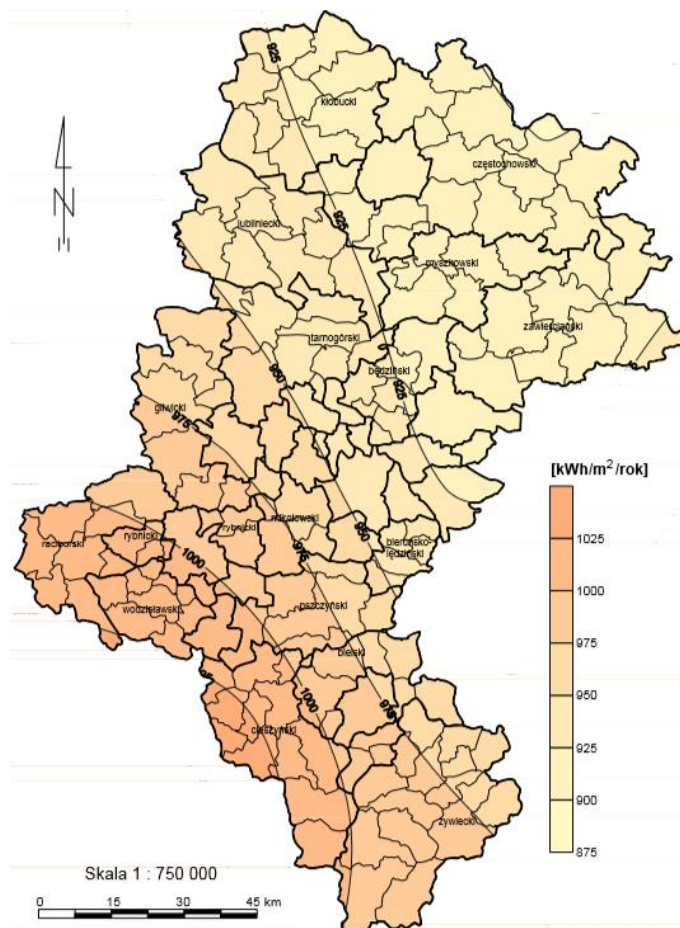 925
kłobucki
częstochowski
lubliniecki
925
myszkowski
zawierciański
tarnogórski
950
będziński
925
gliwicki
975
[kWh/m²/rok]
mikołowski
rybnicki
950
raciborski
rybnicki
bieruńsko-
lędziński
975
1000
wodzisławski
pszczyński
bielski
1000
975
cieszyński
żywiecki
1025
1000
975
950
925
900
875
Skala 1 : 750 000
0 15 30 45 km
N